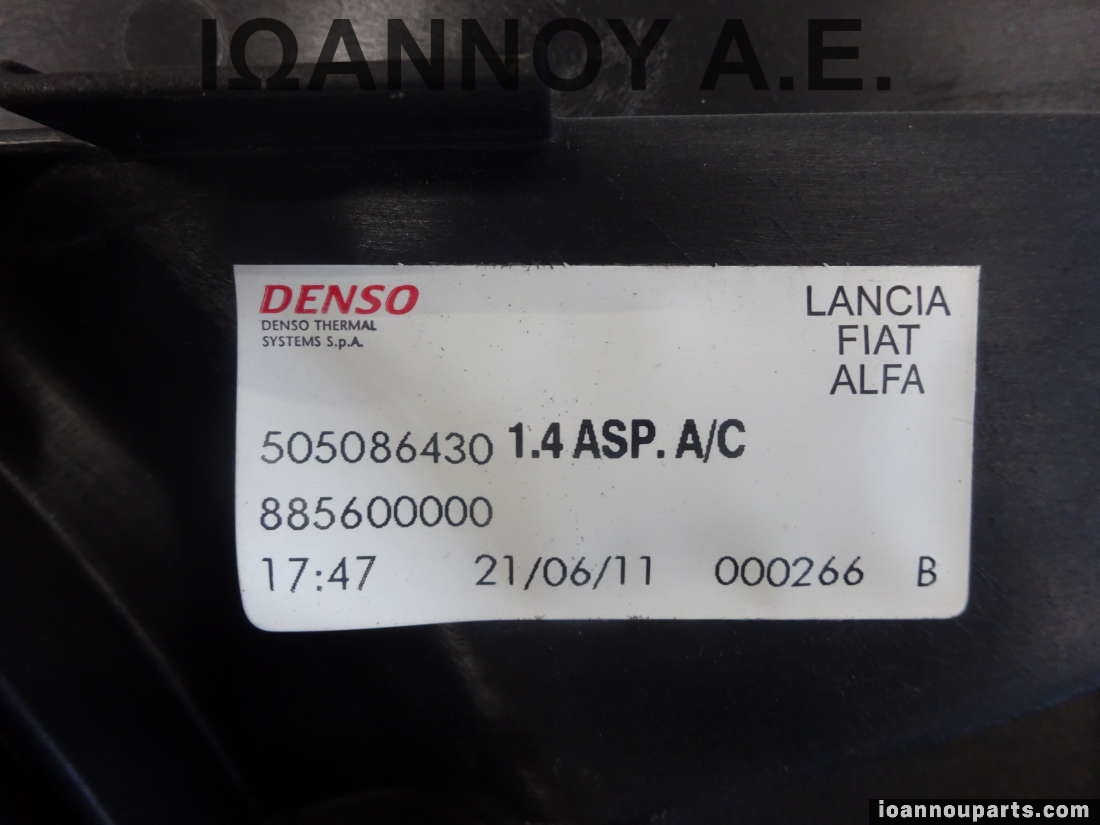 ΙΩΑΝΝΟΥ Α.Ε.
DENSO
DENSO THERMAL
SYSTEMS S.p.A.
LANCIA
FIAT
ALFA
505086430 1.4 ASP. A/C
885600000
17:47 21/06/11 000266 B
ioannouparts.com